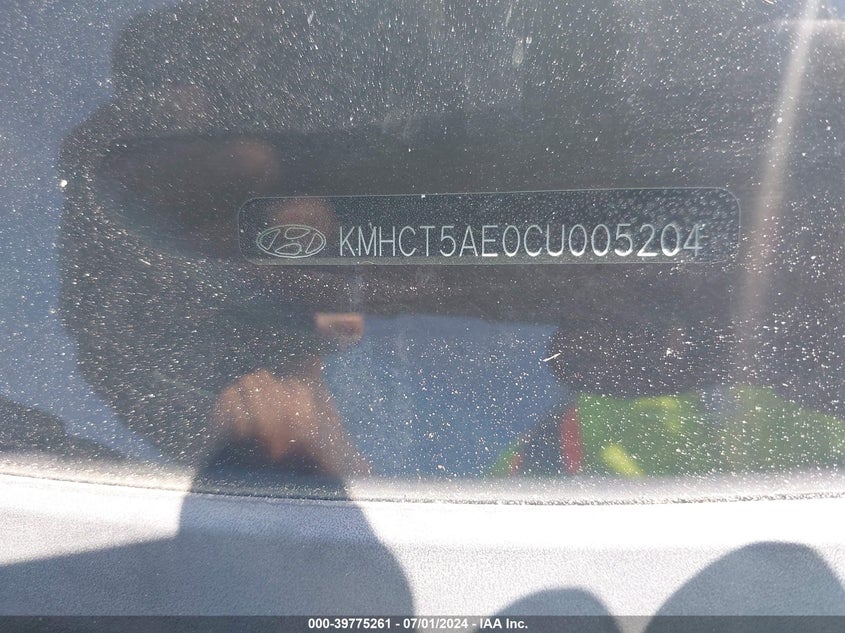 KMHCT5AE0CU005204
000-39775261 - 07/01/2024 - IAA Inc.